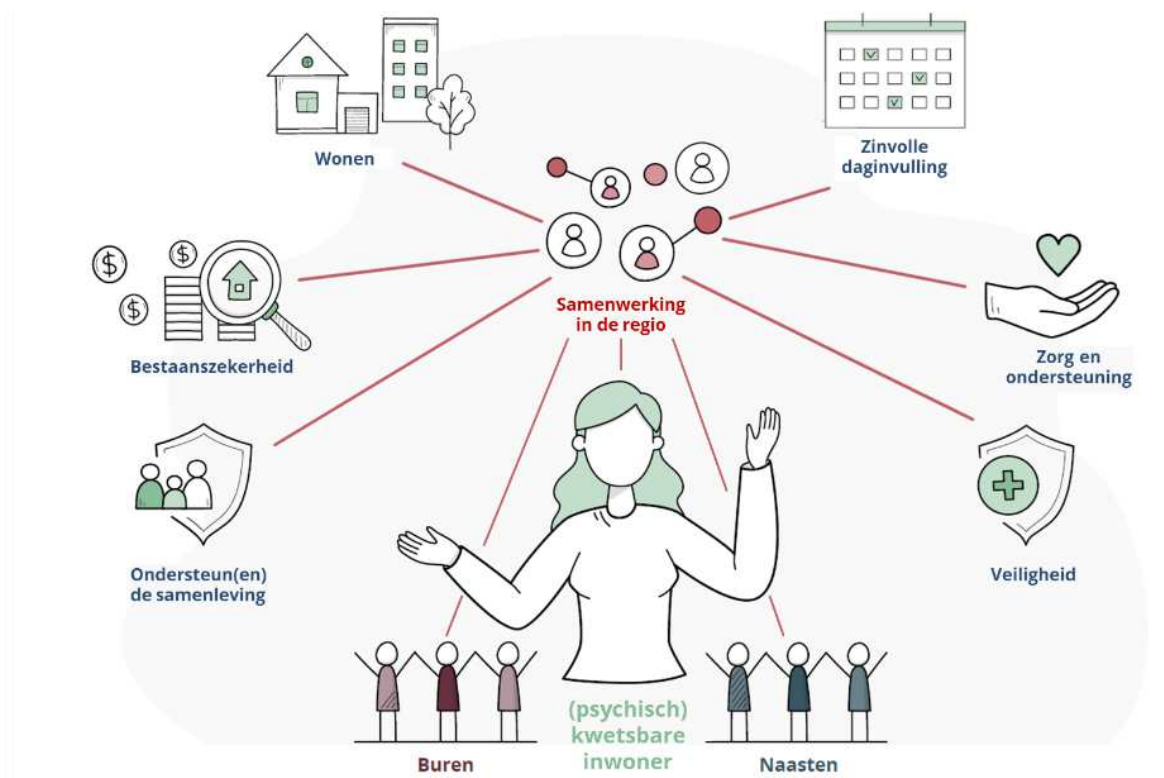 Wonen
Zinvolle
daginvulling
Bestaanszekerheid
Samenwerking
in de regio
Zorg en
ondersteuning
Ondersteun(en)
de samenleving
Veiligheid
(psychisch)
kwetsbare
inwoner
Buren
Naasten